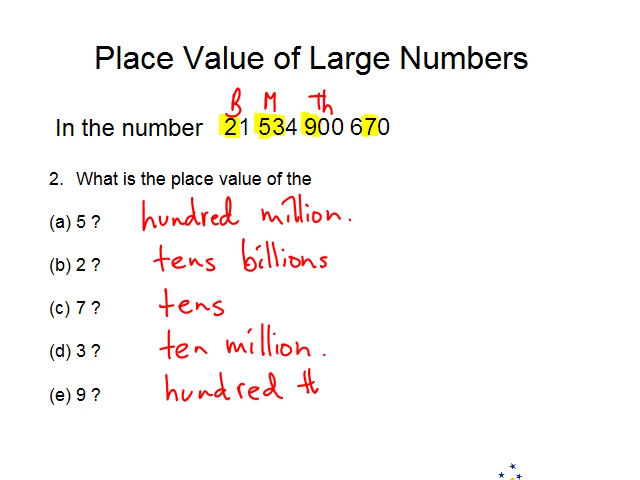 Place Value of Large Numbers
B M Th
In the number 21 534 900 670
2. What is the place value of the
(a) 5 ? hundred million.
(b) 2 ? tens billions
(c) 7 ? tens
(d) 3 ? ten million.
(e) 9 ? hundred th